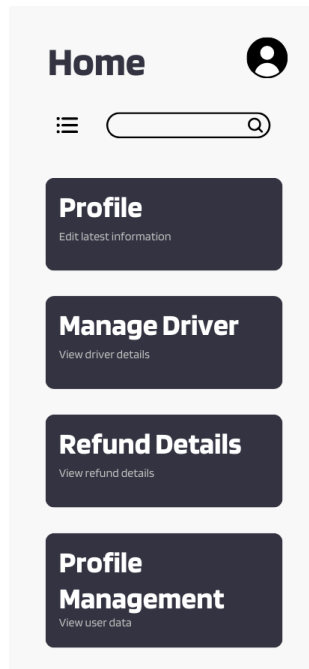 Home
Profile
Edit latest information
Manage Driver
View driver details
Refund Details
View refund details
Profile
Management
View user data